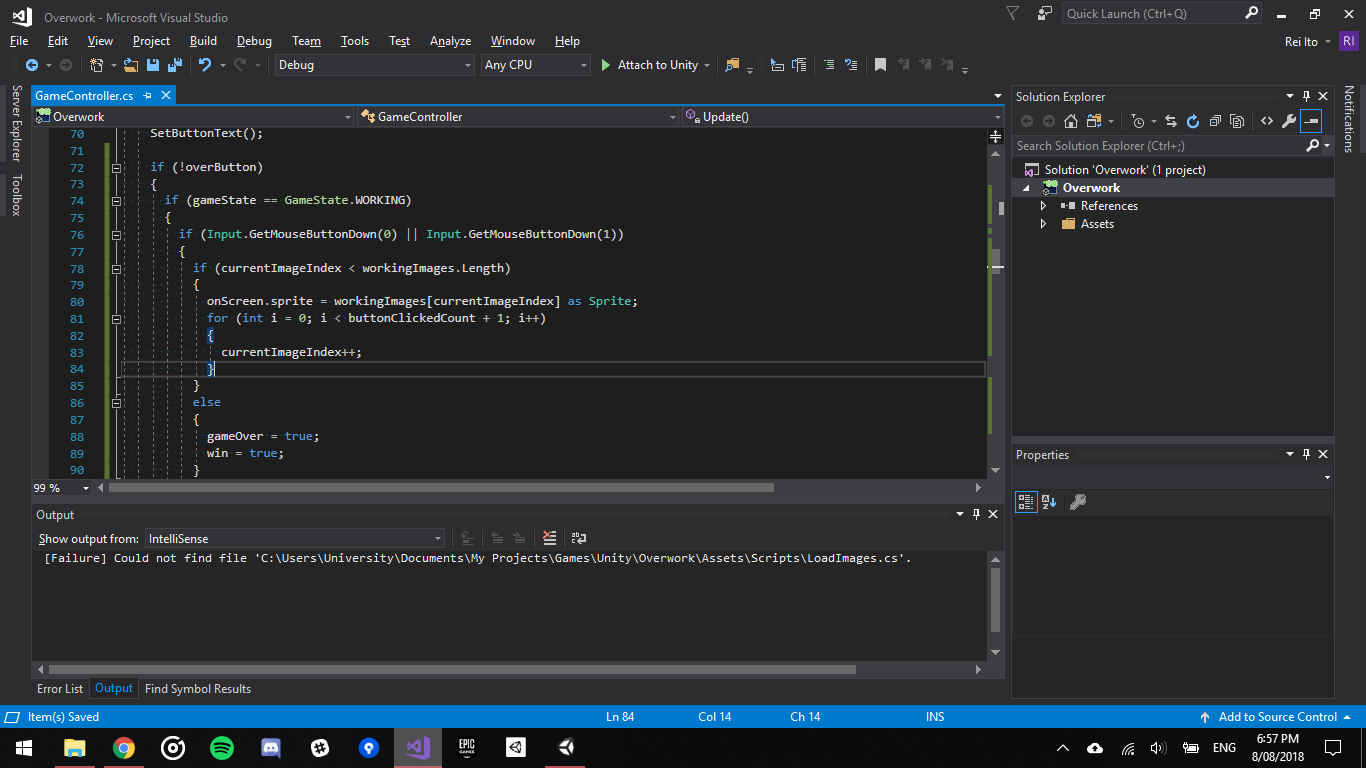 Overwork - Microsoft Visual Studio
Quick Launch (Ctrl+Q)
File Edit View Project Build Debug Team Tools Test Analyze Window Help
Rei Ito RI
Debug Any CPU Attach to Unity
Server Explorer
Toolbox
GameController.cs
Overwork GameController Update()
70 SetButtonText();
71
72 if (!overButton)
73 {
74 if (gameState == GameState.WORKING)
75 {
76 if (Input.GetMouseButtonDown(0) || Input.GetMouseButtonDown(1))
77 {
78 if (currentImageIndex < workingImages.Length)
79 {
80 onScreen.sprite = workingImages[currentImageIndex] as Sprite;
81 for (int i = 0; i < buttonClickedCount + 1; i++)
82 {
83 currentImageIndex++;
84 }
85 }
86 else
87 {
88 gameOver = true;
89 win = true;
90 }
99 %
Output
Show output from: IntelliSense
[Failure] Could not find file 'C:\Users\University\Documents\My Projects\Games\Unity\Overwork\Assets\Scripts\LoadImages.cs'.
Error List Output Find Symbol Results
Solution Explorer
Search Solution Explorer (Ctrl+;)
Solution 'Overwork' (1 project)
Overwork
References
Assets
Properties
Notifications
Item(s) Saved Ln 84 Col 14 Ch 14 INS Add to Source Control
EPIC
GAMES
ENG
6:57 PM
8/08/2018